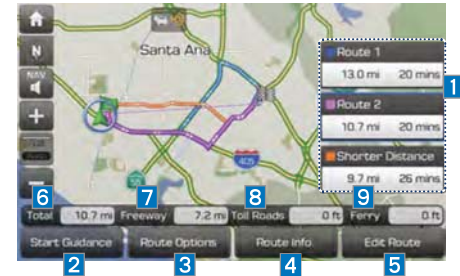 N
Santa Ana
NAV
Route 1
13.0 mi 20 mins
1
Route 2
10.7 mi 20 mins
405
Shorter Distance
9.7 mi 26 mins
6 7 8 9
Total 10.7 mi Freeway 7.2 mi Toll Roads 0 ft Ferry 0 ft
Start Guidance Route Options Route Info. Edit Route
2 3 4 5